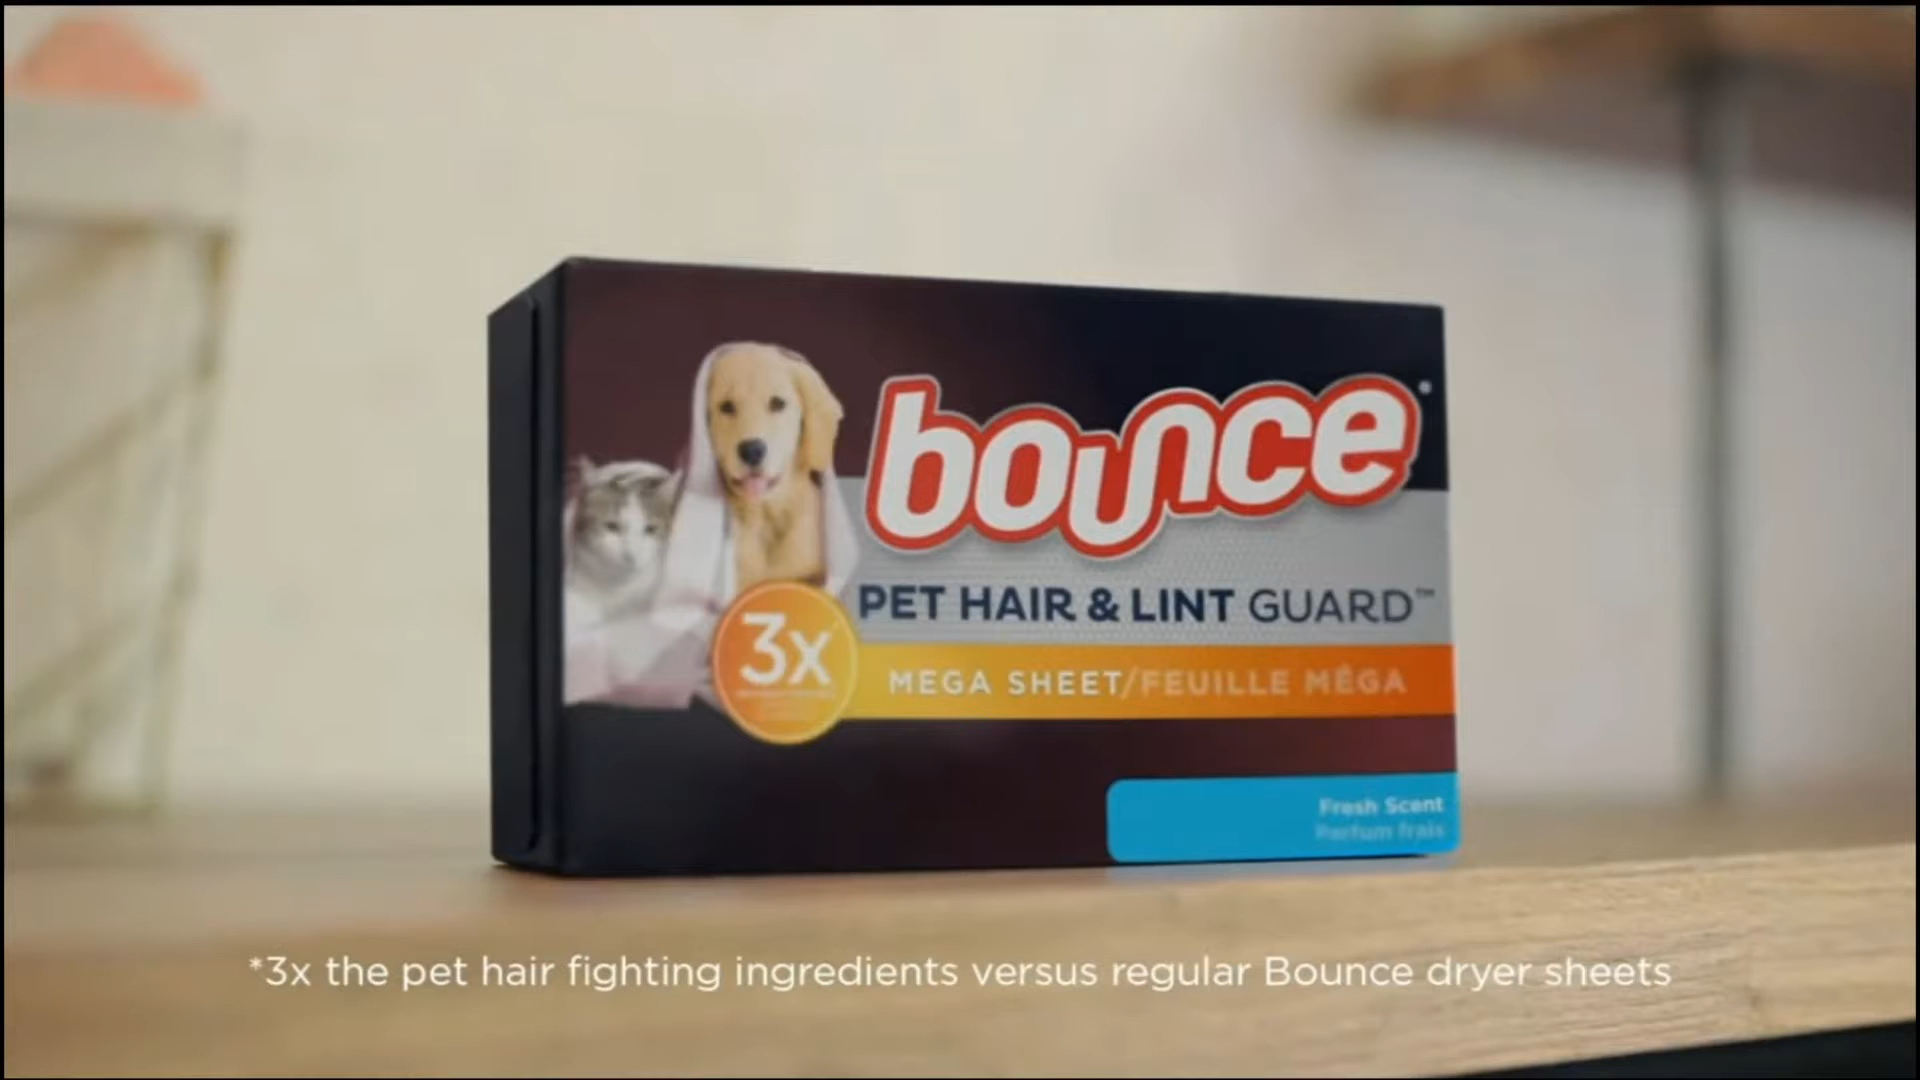 bounce®
PET HAIR & LINT GUARD™
3x
MEGA SHEET/FEUILLE MÉGA
Fresh Scent
Parfum frais
*3x the pet hair fighting ingredients versus regular Bounce dryer sheets